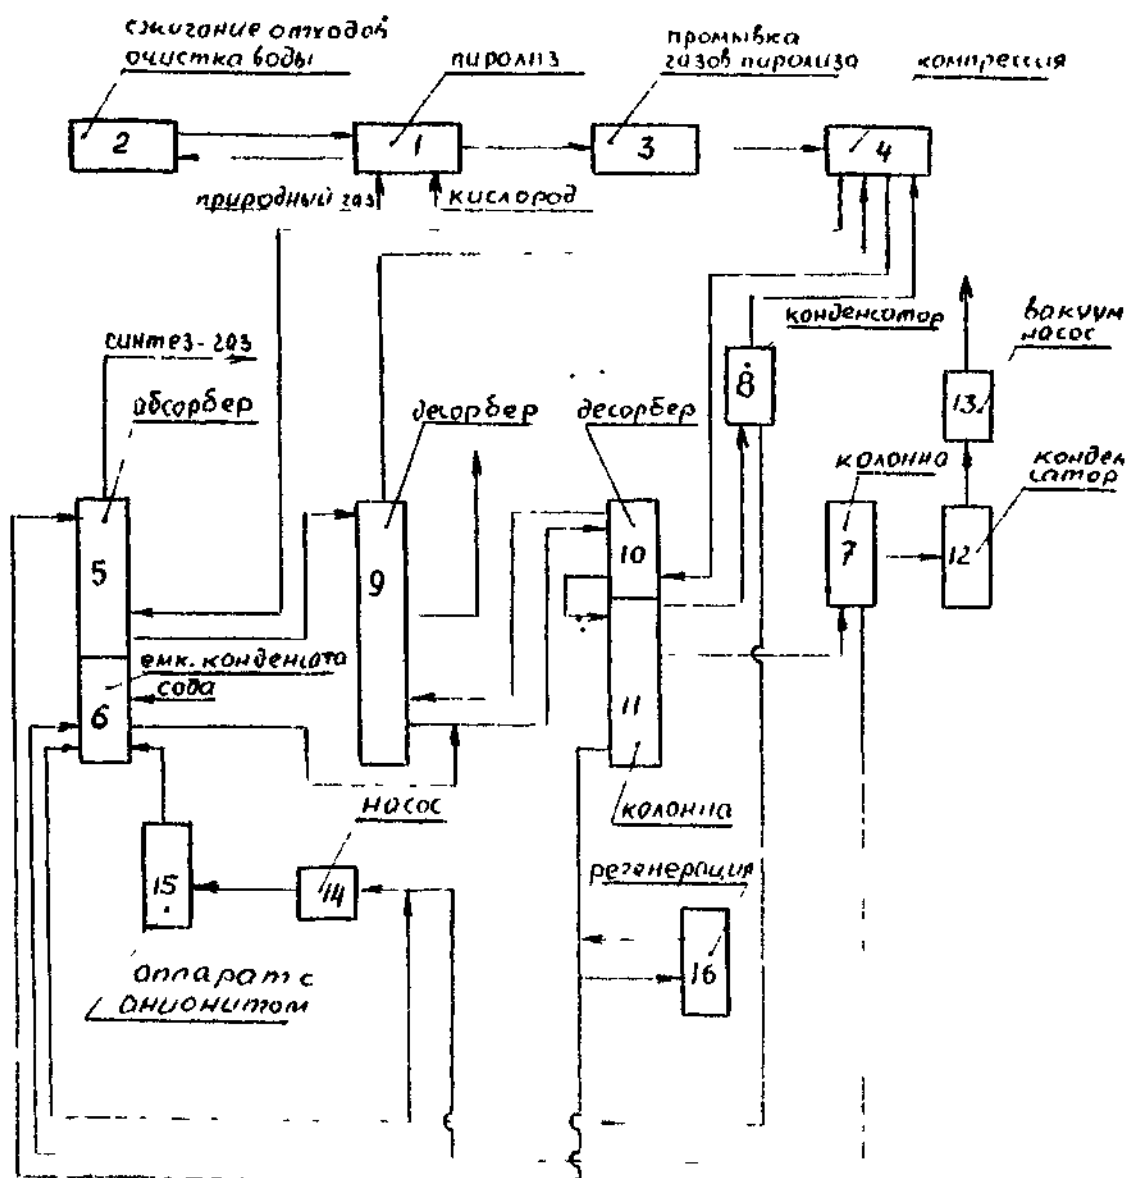 сжигание отходов
очистка воды
пиролиз
промывка
газов пиролиза
компрессия
2
1
3
4
природный газ
кислород
конденсатор
вакуум
насос
синтез-газ
абсорбер
десорбер
десорбер
8
13
колонна
конден
сатор
5
9
10
7
12
емк. конденсата
сода
6
11
насос
колонна
15
14
регенерация
16
аппарат с
анионитом